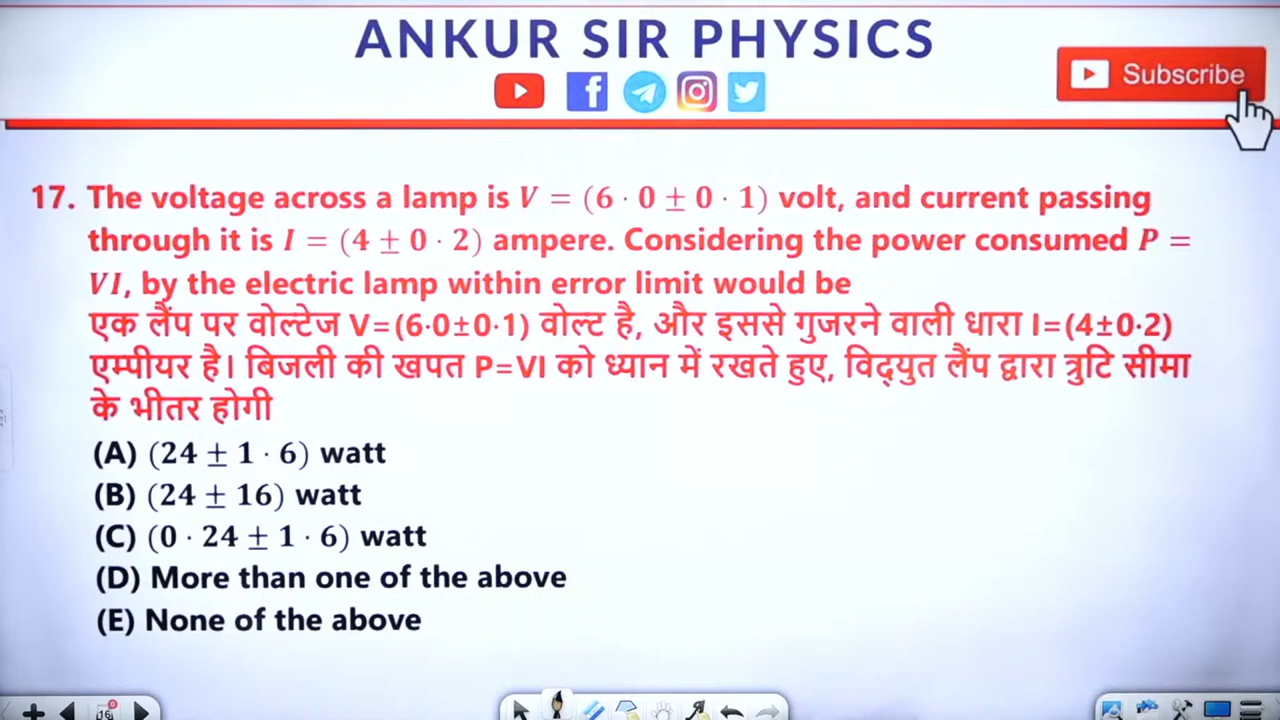 ANKUR SIR PHYSICS
Subscribe
17. The voltage across a lamp is V = (6 · 0 ± 0 · 1) volt, and current passing
through it is I = (4 ± 0 · 2) ampere. Considering the power consumed P =
VI, by the electric lamp within error limit would be
एक लैंप पर वोल्टेज V=(6·0±0·1) वोल्ट है, और इससे गुजरने वाली धारा I=(4±0·2)
एम्पीयर है। बिजली की खपत P=VI को ध्यान में रखते हुए, विद्युत लैंप द्वारा त्रुटि सीमा
के भीतर होगी
(A) (24 ± 1 · 6) watt
(B) (24 ± 16) watt
(C) (0 · 24 ± 1 · 6) watt
(D) More than one of the above
(E) None of the above
16